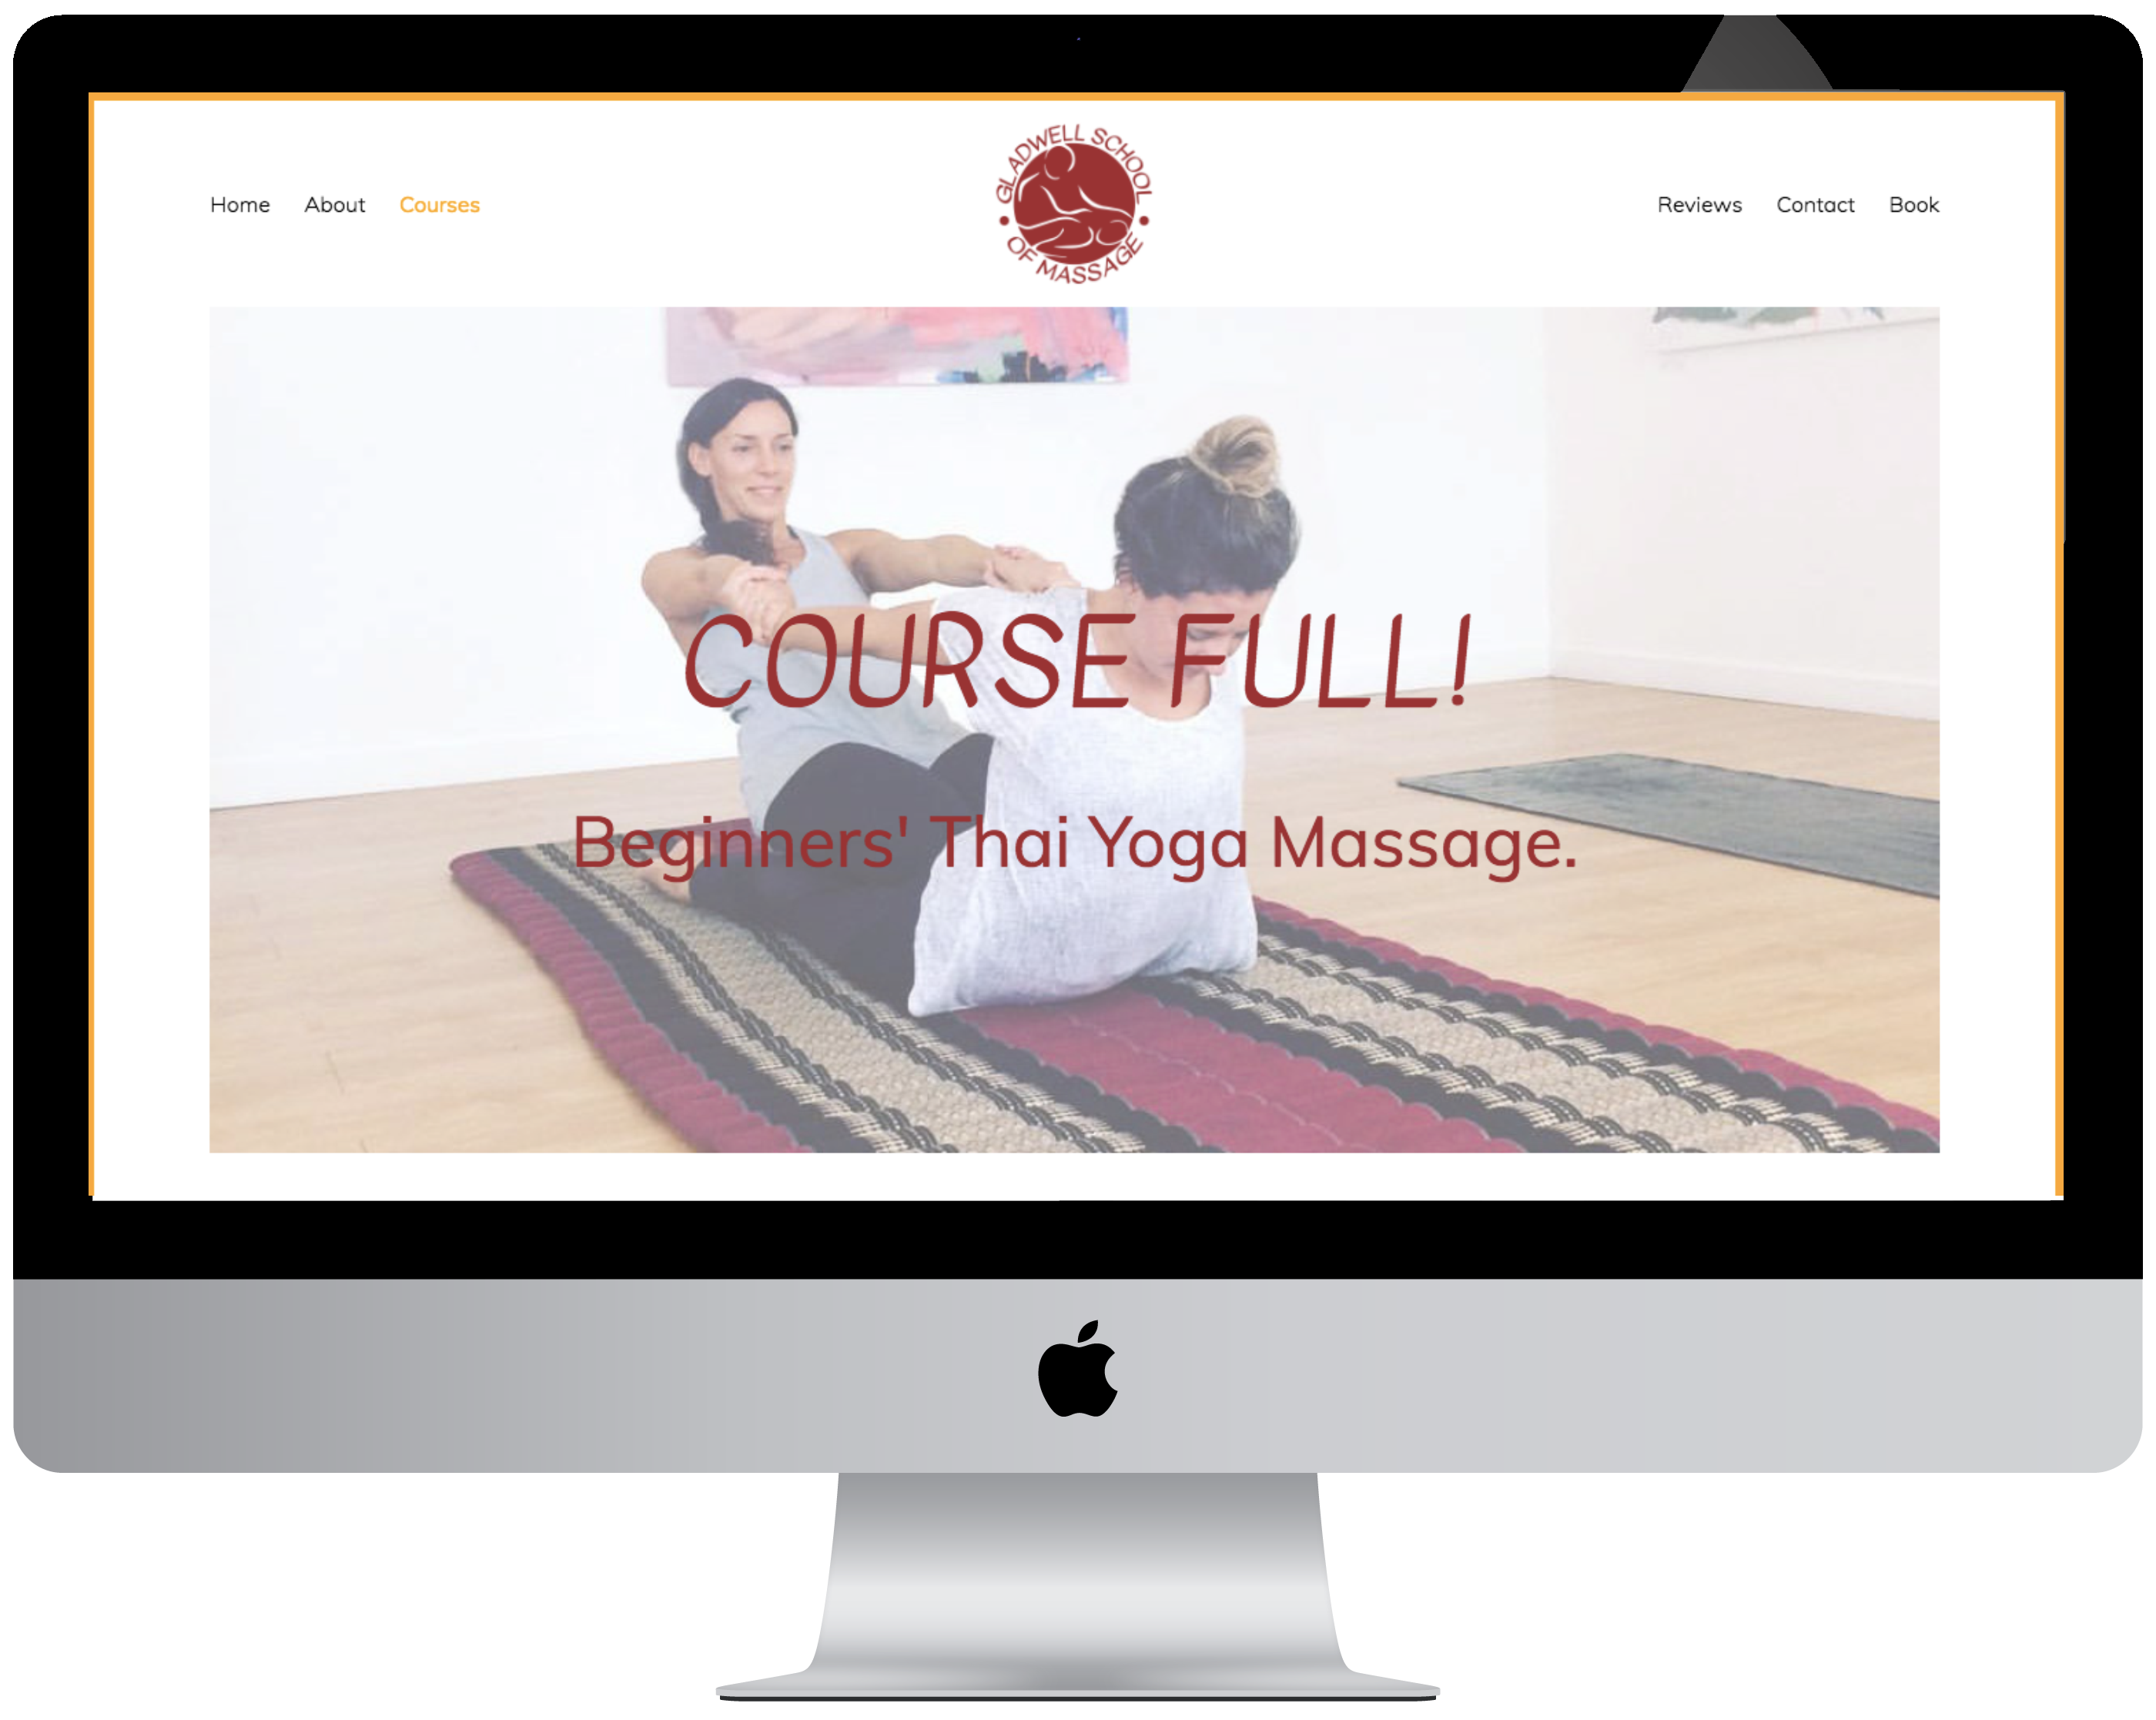 Home About Courses
GLADWELL SCHOOL
OF MASSAGE
Reviews Contact Book
COURSE FULL!
Beginners' Thai Yoga Massage.